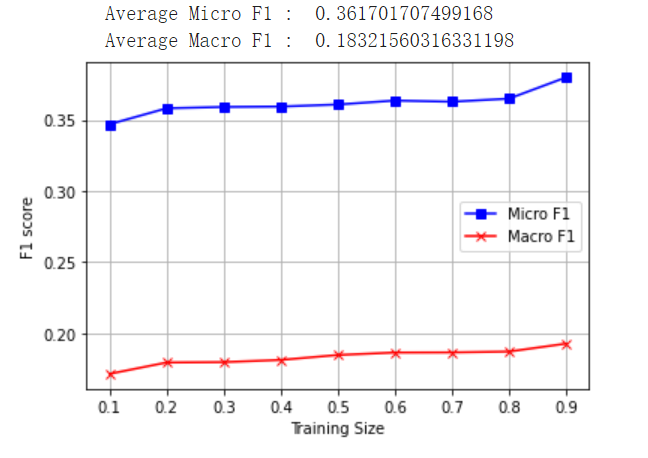 Average Micro F1 :  0.361701707499168
Average Macro F1 :  0.18321560316331198
0.35
0.30
0.25
0.20
F1 score
Micro F1
Macro F1
0.1 0.2 0.3 0.4 0.5 0.6 0.7 0.8 0.9
Training Size